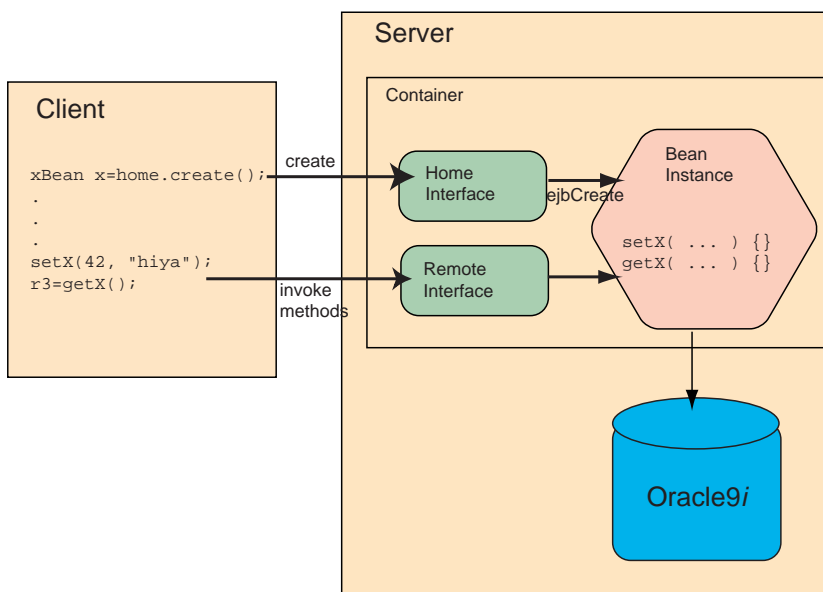 Server
Client
Container
xBean x=home.create();
.
.
.
setX(42, "hiya");
r3=getX();
create
invoke
methods
Home
Interface
ejbCreate
Remote
Interface
Bean
Instance
setX( ... ) {}
getX( ... ) {}
Oracle9i